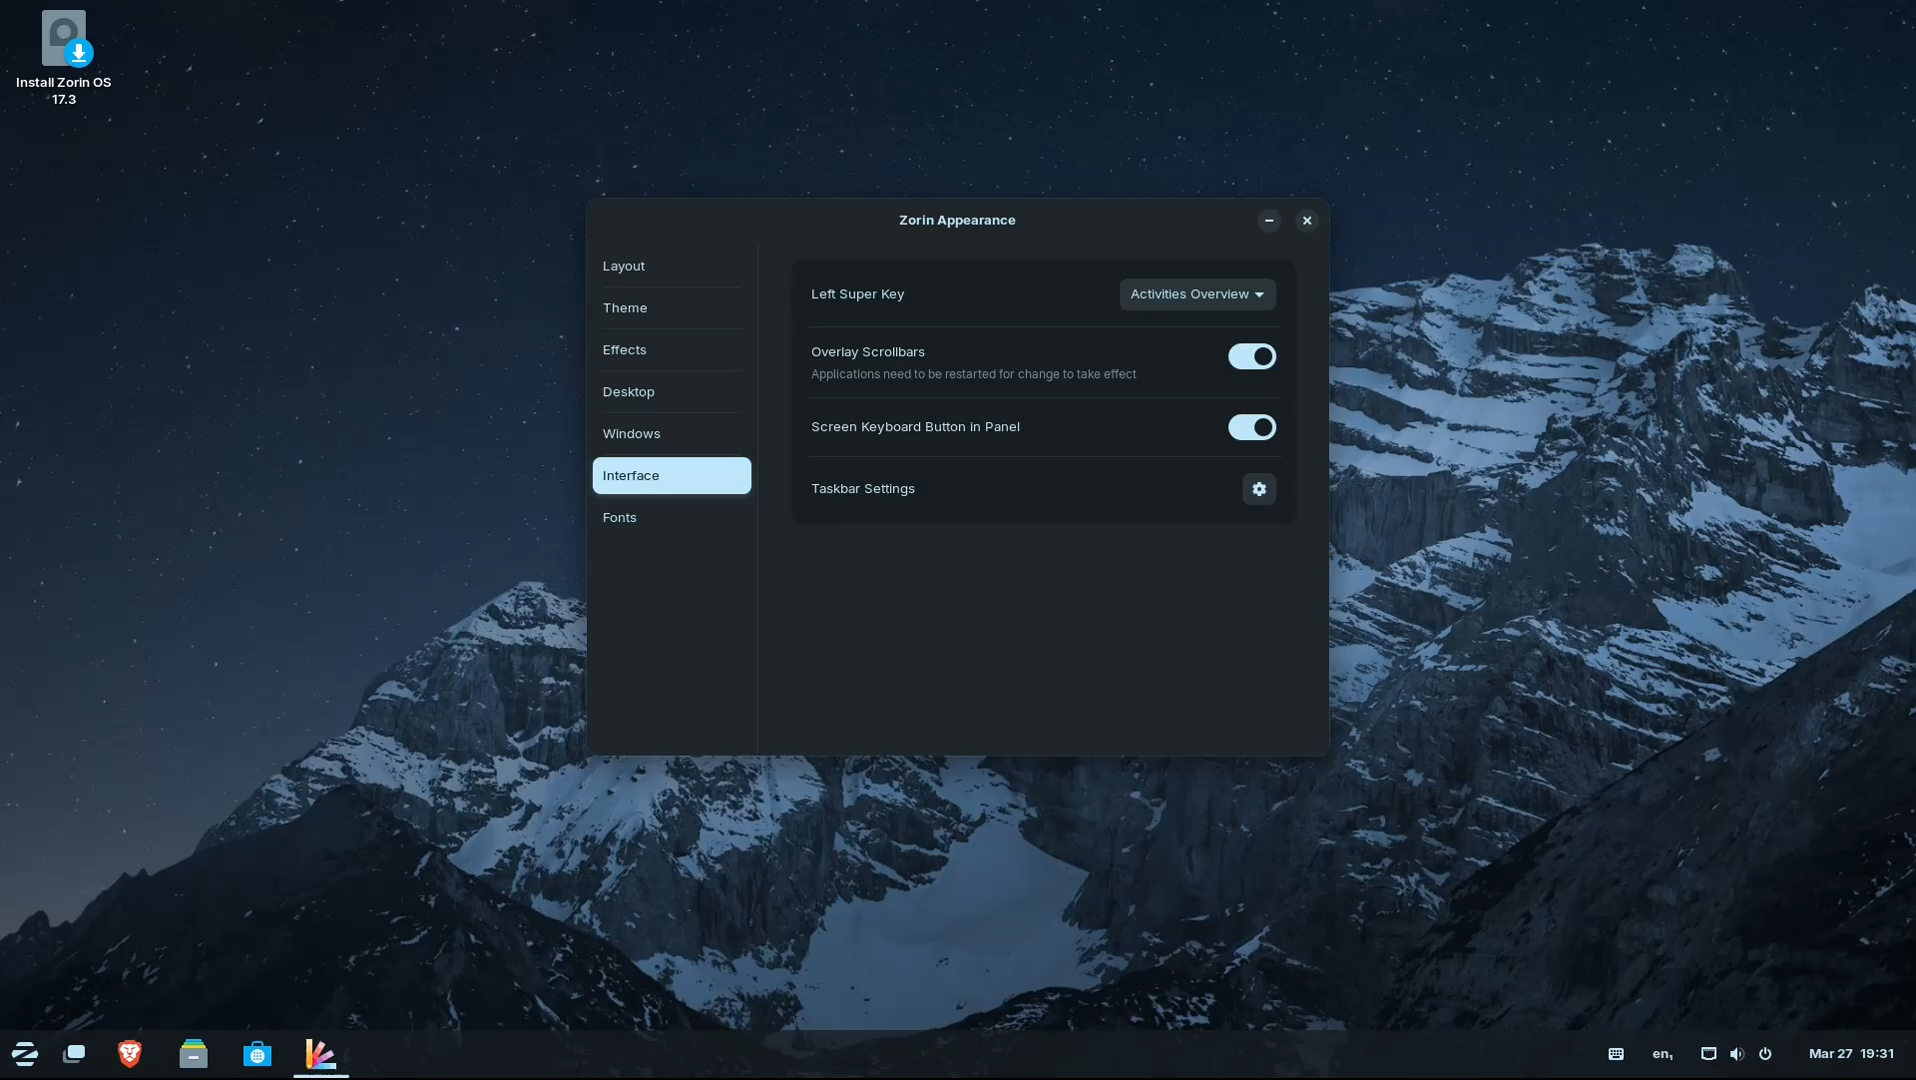 Install Zorin OS
17.3
Zorin Appearance
Layout
Theme
Effects
Desktop
Windows
Interface
Fonts
Left Super Key
Activities Overview
Overlay Scrollbars
Applications need to be restarted for change to take effect
Screen Keyboard Button in Panel
Taskbar Settings
en₁
Mar 27 19:31